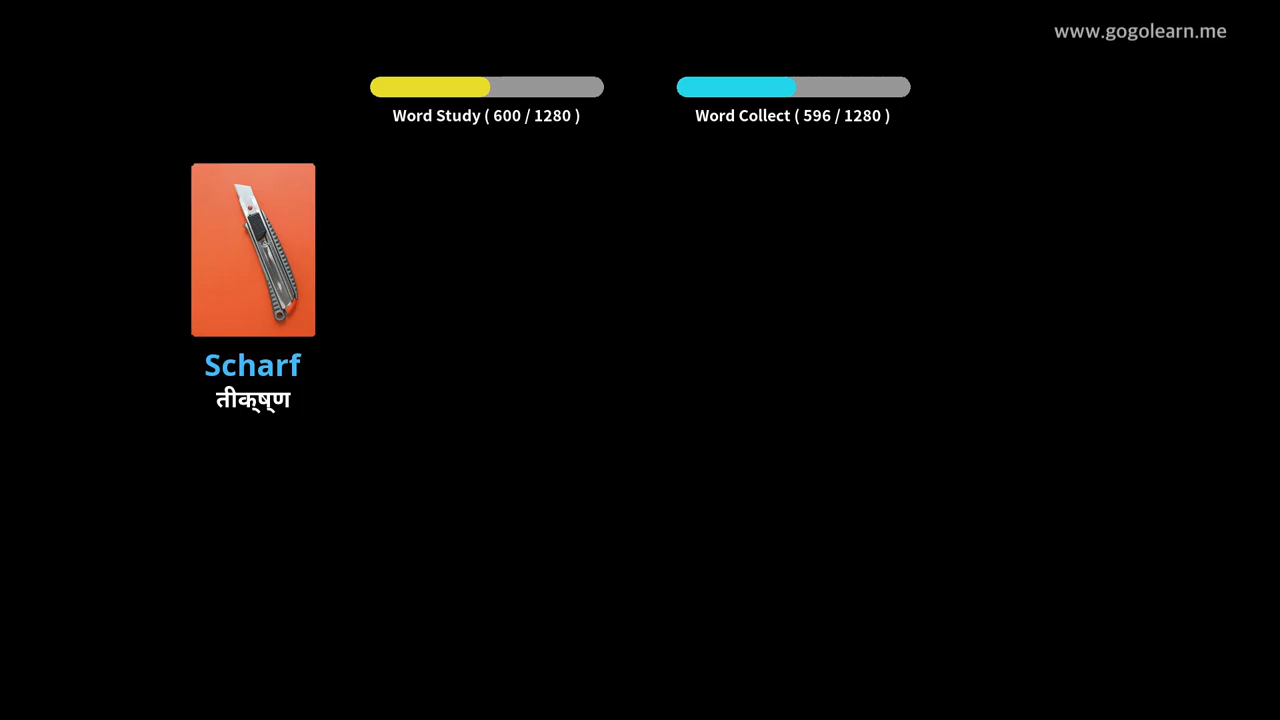 www.gogolearn.me
Word Study ( 600 / 1280 )
Word Collect ( 596 / 1280 )
Scharf
तीक्ष्ण